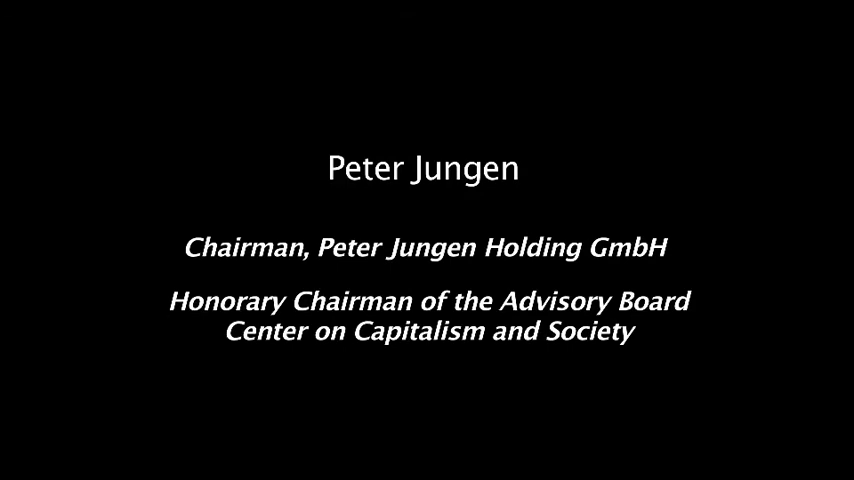 Peter Jungen
Chairman, Peter Jungen Holding GmbH
Honorary Chairman of the Advisory Board
Center on Capitalism and Society